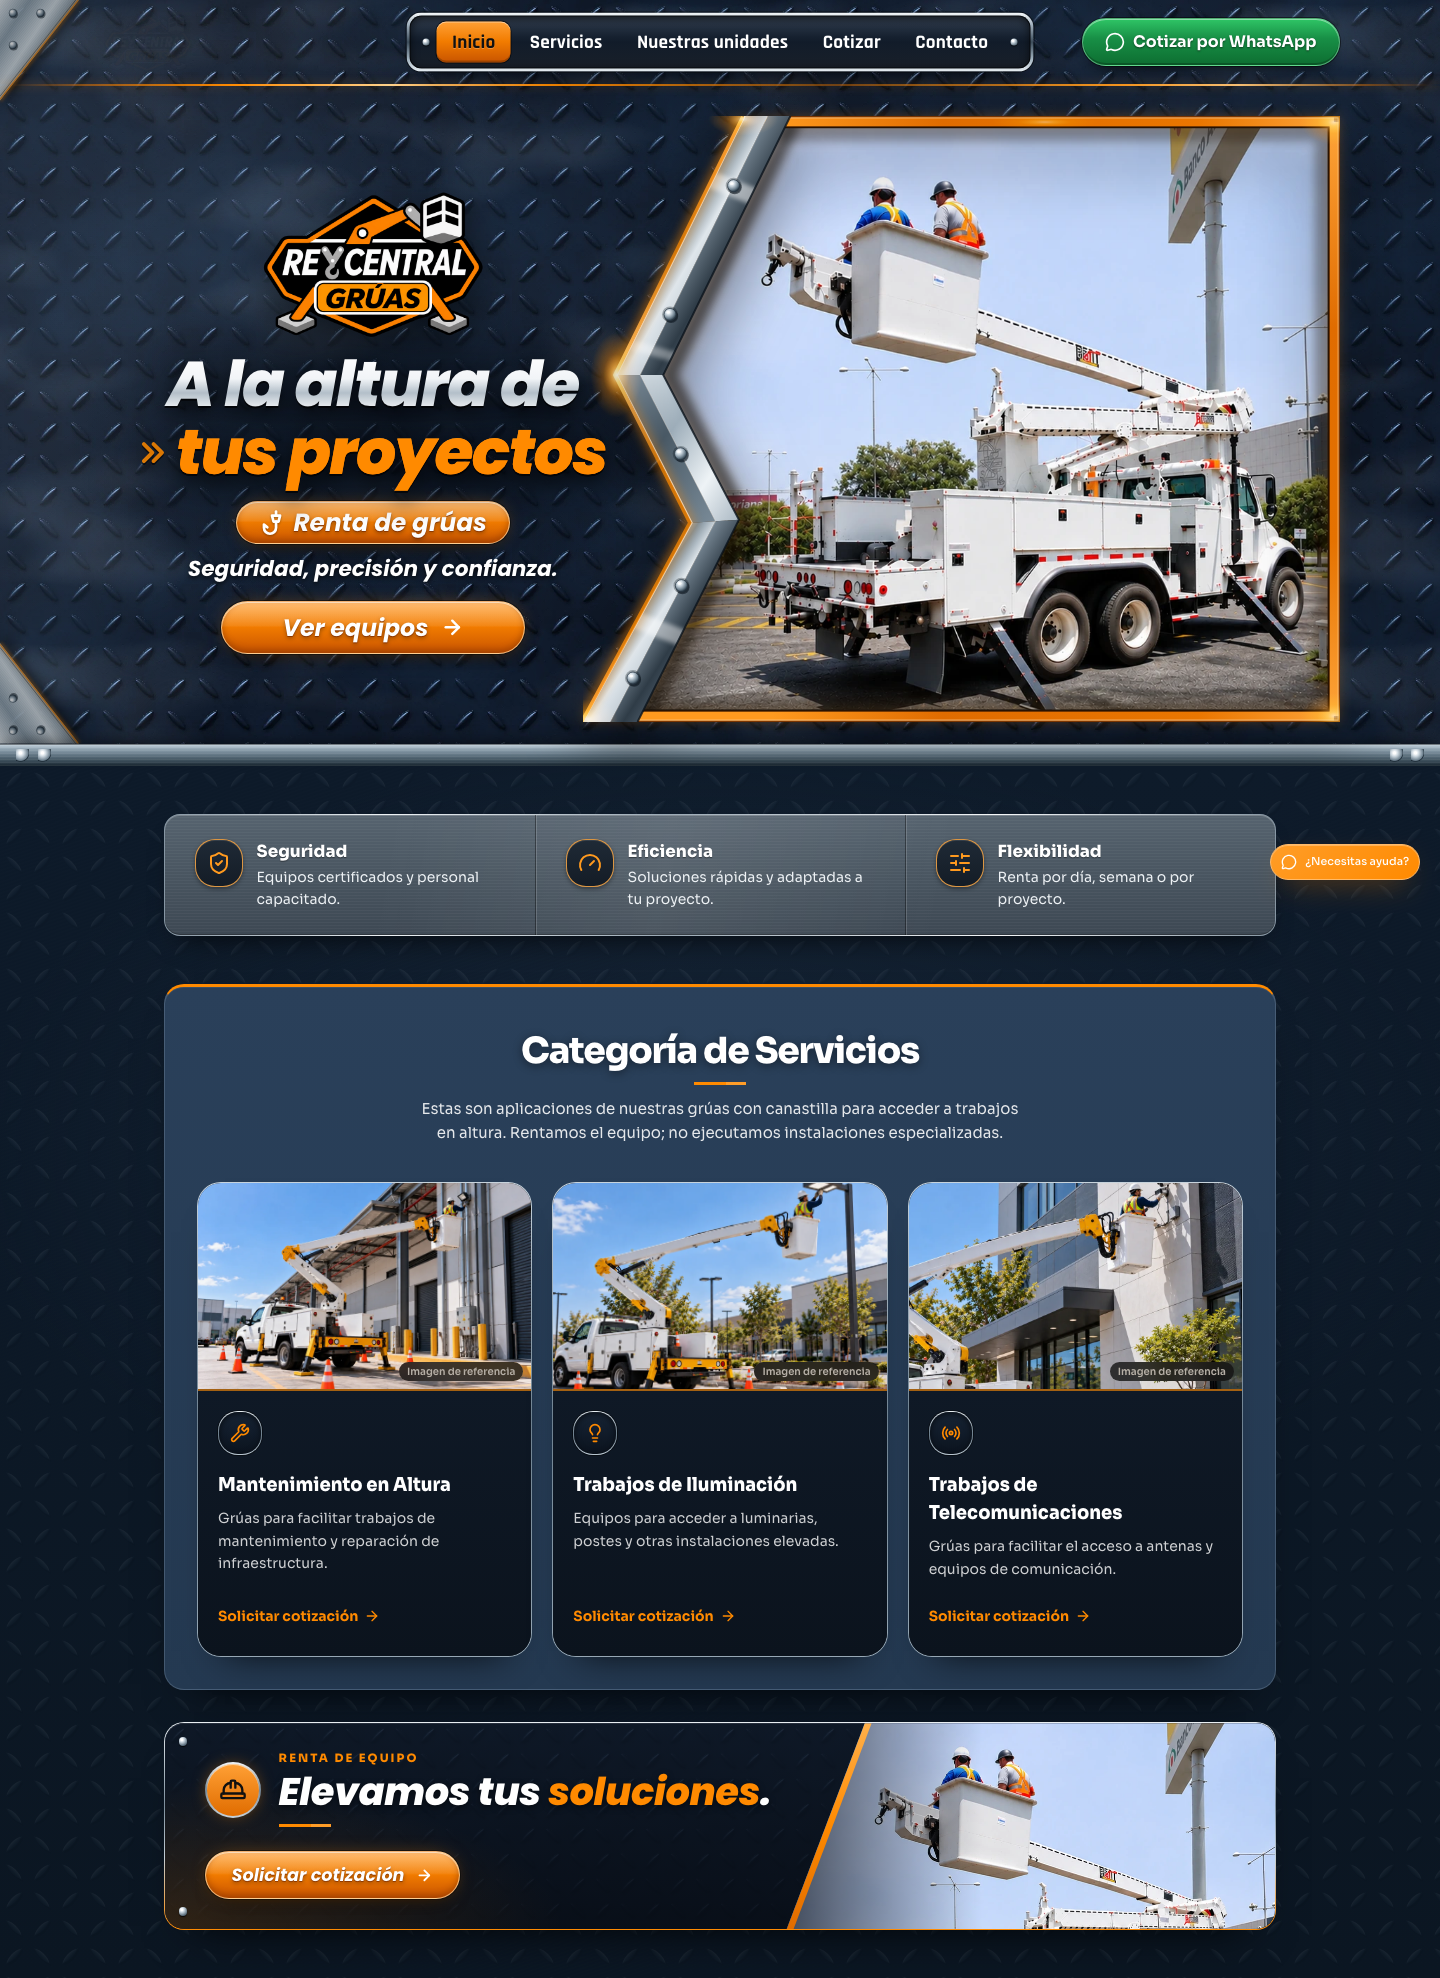 Inicio
Servicios
Nuestras unidades
Cotizar
Contacto
Cotizar por WhatsApp
REYCENTRAL
GRÚAS
A la altura de
tus proyectos
Renta de grúas
Seguridad, precisión y confianza.
Ver equipos
Seguridad
Equipos certificados y personal
capacitado.
Eficiencia
Soluciones rápidas y adaptadas a
tu proyecto.
Flexibilidad
Renta por día, semana o por
proyecto.
¿Necesitas ayuda?
Categoría de Servicios
Estas son aplicaciones de nuestras grúas con canastilla para acceder a trabajos
en altura. Rentamos el equipo; no ejecutamos instalaciones especializadas.
Imagen de referencia
Mantenimiento en Altura
Grúas para facilitar trabajos de
mantenimiento y reparación de
infraestructura.
Solicitar cotización
Imagen de referencia
Trabajos de Iluminación
Equipos para acceder a luminarias,
postes y otras instalaciones elevadas.
Solicitar cotización
Imagen de referencia
Trabajos de
Telecomunicaciones
Grúas para facilitar el acceso a antenas y
equipos de comunicación.
Solicitar cotización
RENTA DE EQUIPO
Elevamos tus soluciones.
Solicitar cotización